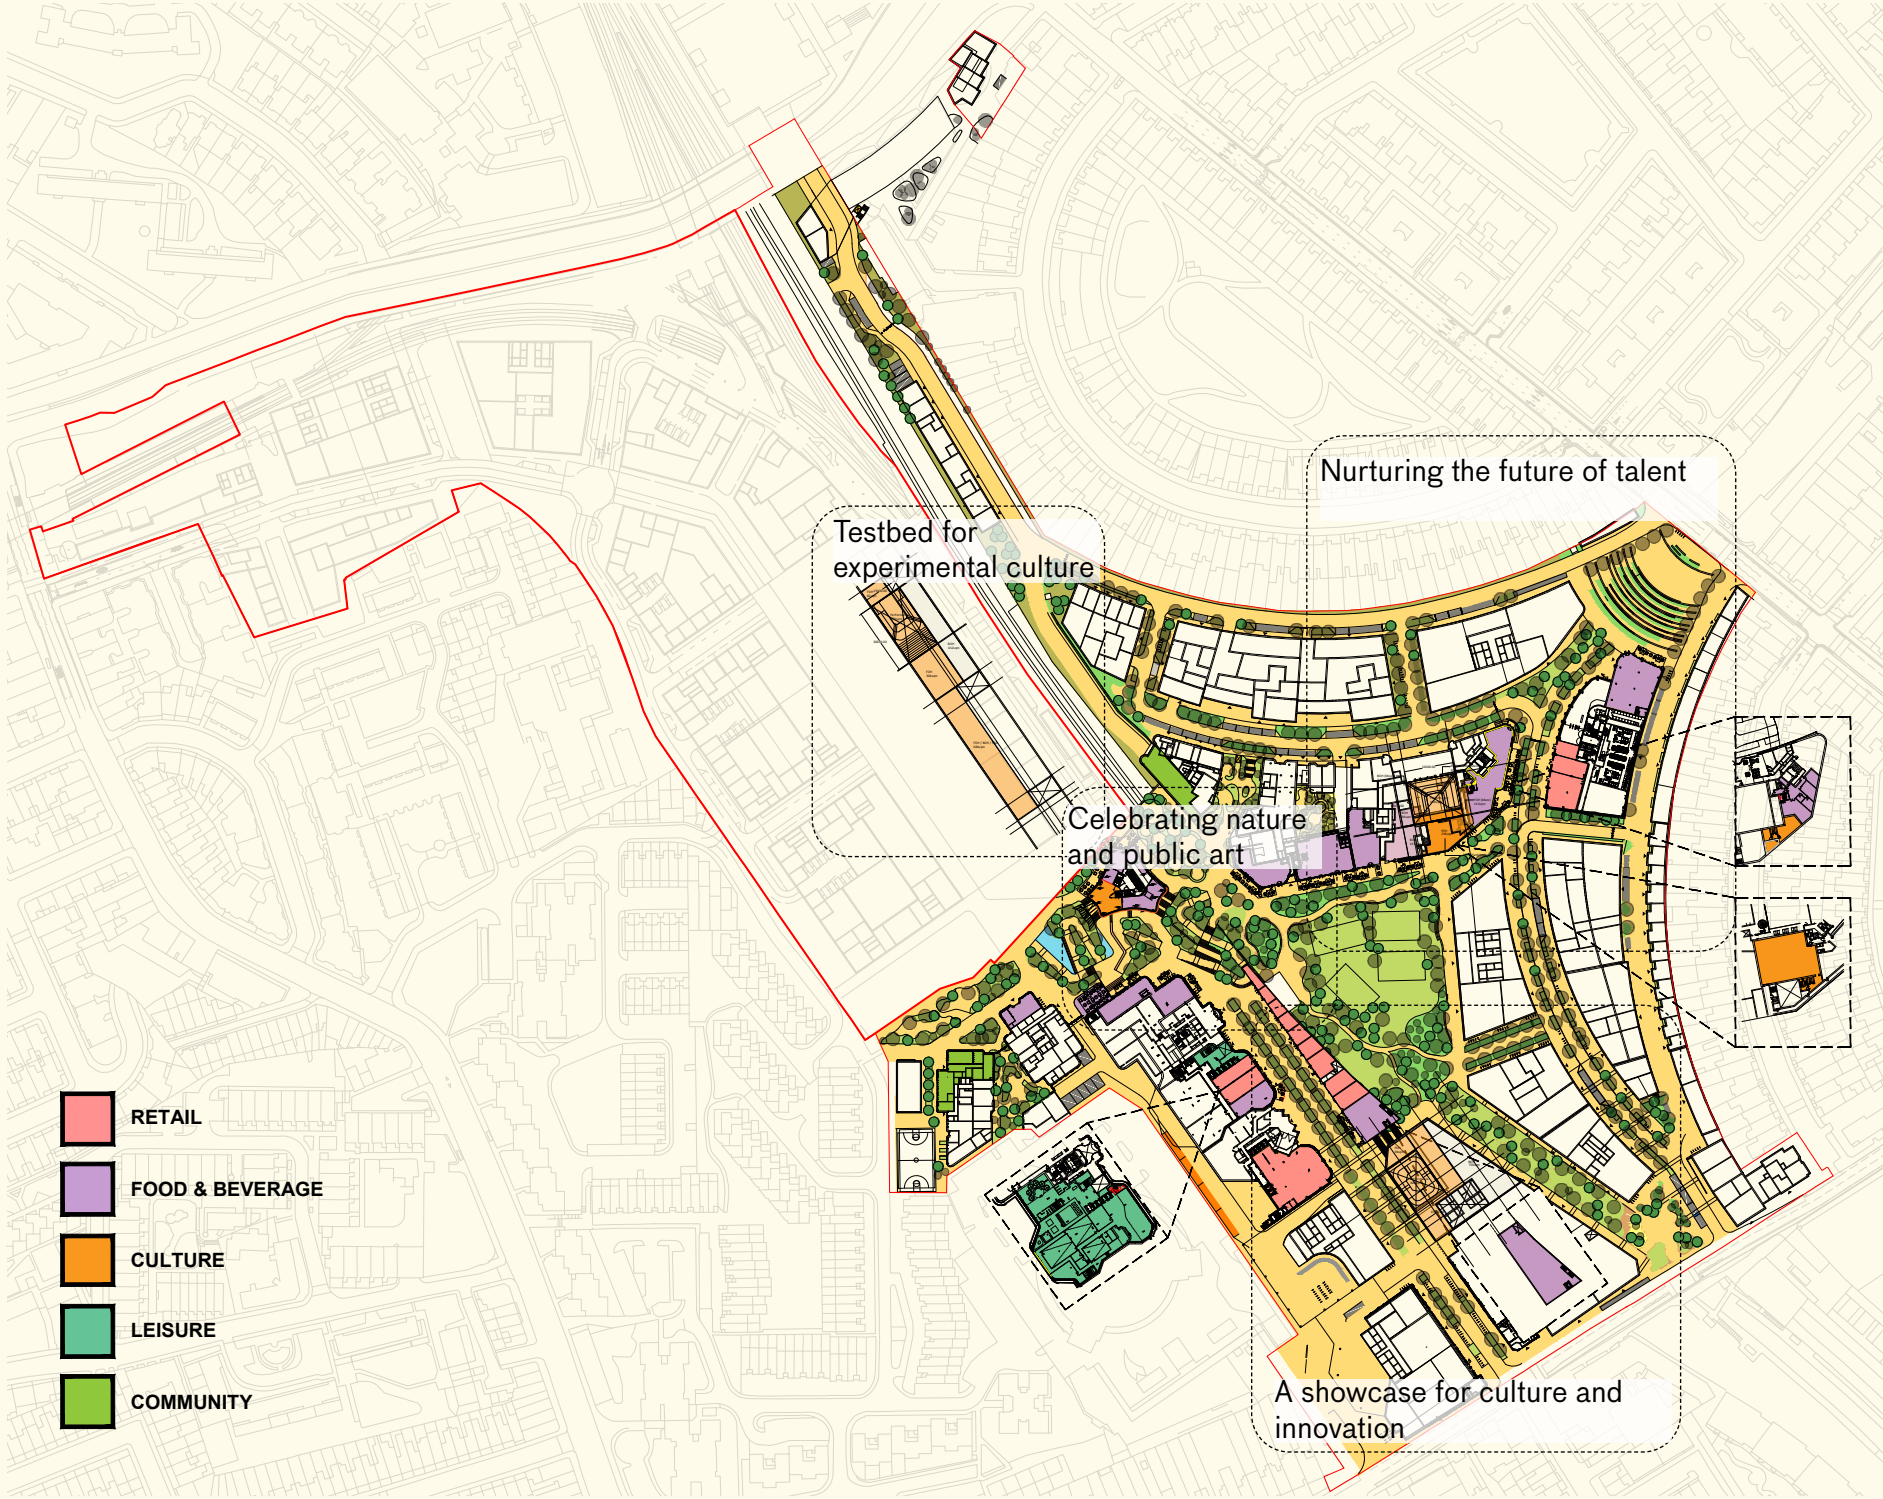 Nurturing the future of talent
Testbed for
experimental culture
Celebrating nature
and public art
RETAIL
FOOD & BEVERAGE
CULTURE
LEISURE
COMMUNITY
A showcase for culture and
innovation